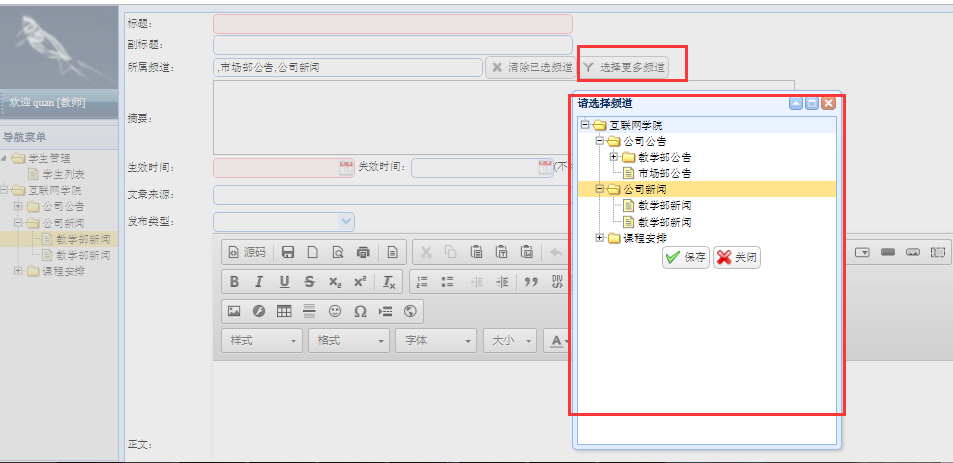 标题:
副标题:
所属频道: ,市场部公告,公司新闻 清除已选频道 选择更多频道
摘要:
生效时间: 失效时间: (不
文章来源:
发布类型:
源码
样式 格式 字体 大小 A
正文:
欢迎 quan [教师]
导航菜单
学生管理
学生列表
互联网学院
公司公告
公司新闻
教学部新闻
教学部新闻
课程安排
请选择频道
互联网学院
公司公告
教学部公告
市场部公告
公司新闻
教学部新闻
教学部新闻
课程安排
保存 关闭